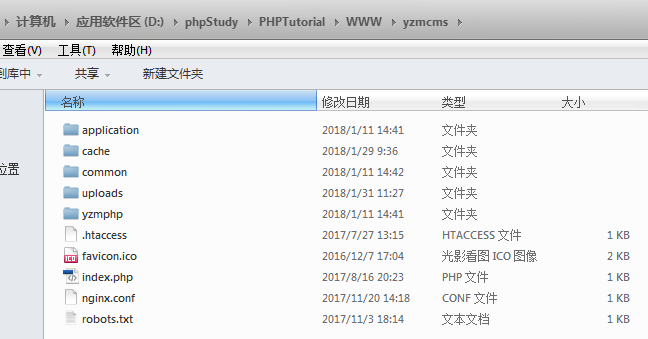 计算机 应用软件区 (D:) phpStudy PHPTutorial WWW yzmcms
查看(V) 工具(T) 帮助(H)
到库中 共享 新建文件夹
名称 修改日期 类型 大小
application 2018/1/11 14:41 文件夹
cache 2018/1/29 9:36 文件夹
common 2018/1/11 14:42 文件夹
位置
uploads 2018/1/31 11:27 文件夹
yzmphp 2018/1/11 14:41 文件夹
.htaccess 2017/7/27 13:15 HTACCESS 文件 1 KB
favicon.ico 2016/12/7 17:04 光影看图 ICO 图像 2 KB
index.php 2017/8/16 20:23 PHP 文件 1 KB
nginx.conf 2017/11/20 14:18 CONF 文件 1 KB
robots.txt 2017/11/3 18:14 文本文档 1 KB